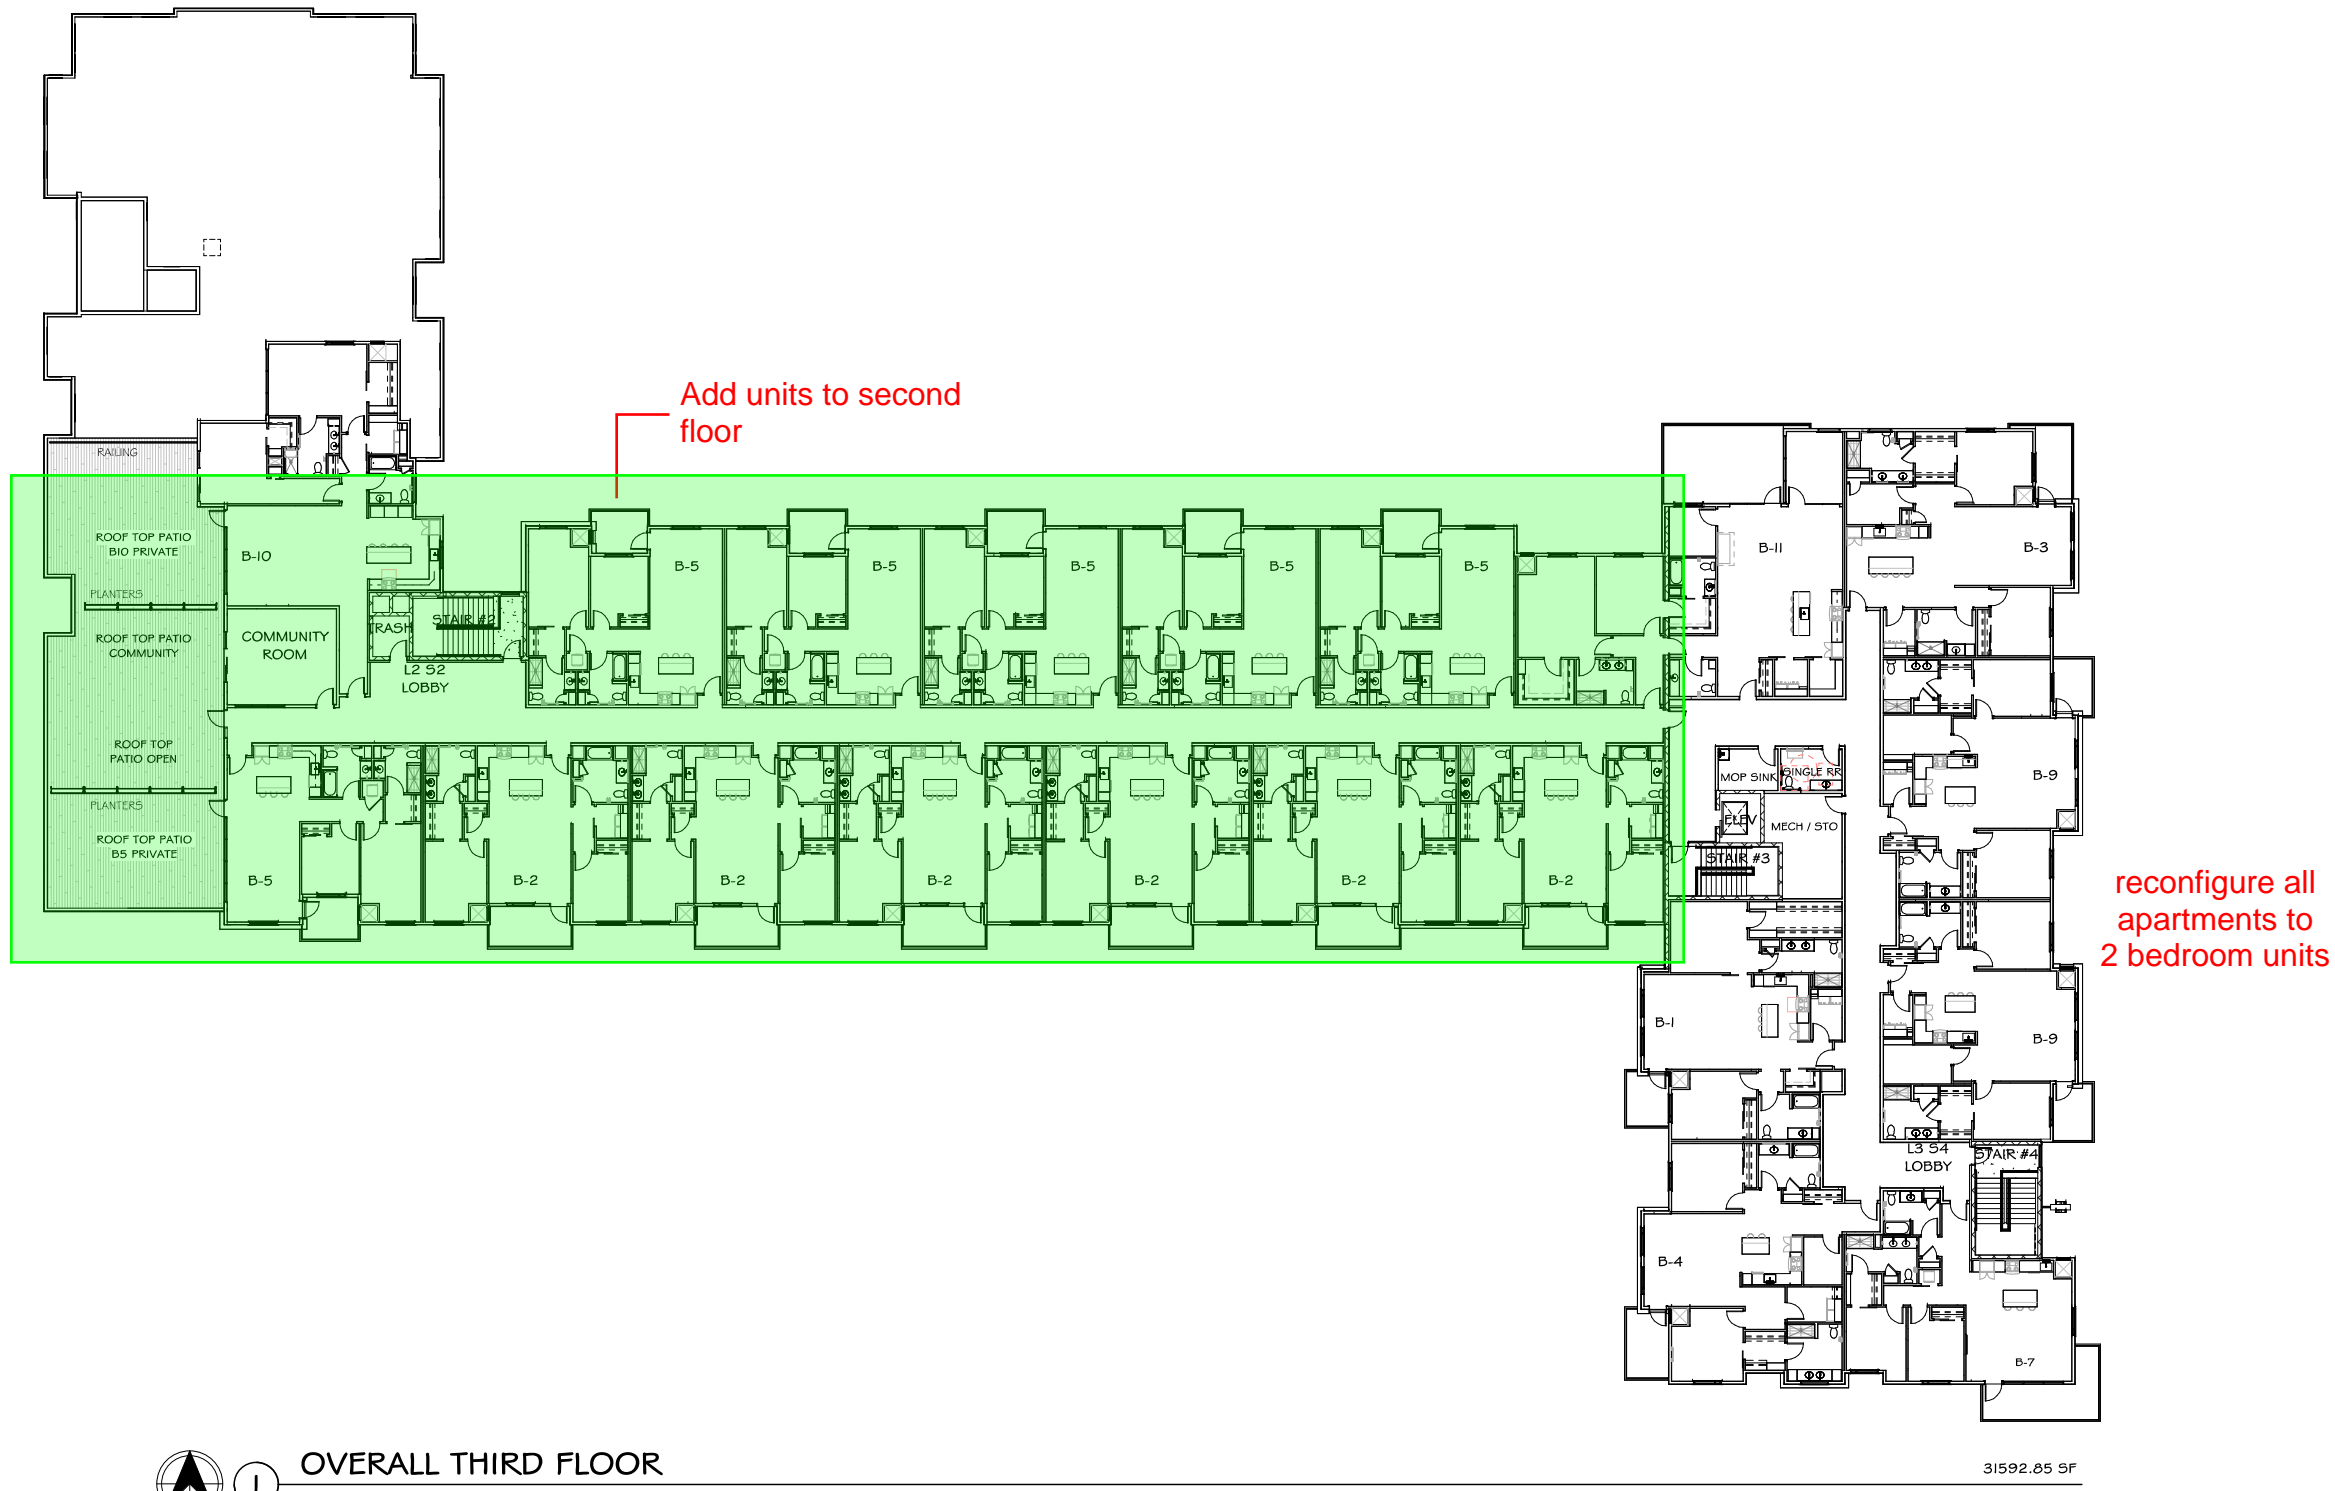 Add units to second
floor
RAILING
ROOF TOP PATIO
B10 PRIVATE
B-10
PLANTERS
ROOF TOP PATIO
COMMUNITY
COMMUNITY
ROOM
TRASH
STAIR #2
L2 S2
LOBBY
B-5
B-5
B-5
B-5
B-5
B-11
B-3
ROOF TOP
PATIO OPEN
PLANTERS
ROOF TOP PATIO
B5 PRIVATE
B-5
B-2
B-2
B-2
B-2
B-2
B-2
MOP SINK
SINGLE RR
ELEV
MECH / STO
STAIR #3
B-9
reconfigure all
apartments to
2 bedroom units
B-1
B-9
L3 S4
LOBBY
STAIR #4
B-4
B-7
1
OVERALL THIRD FLOOR
31592.85 SF